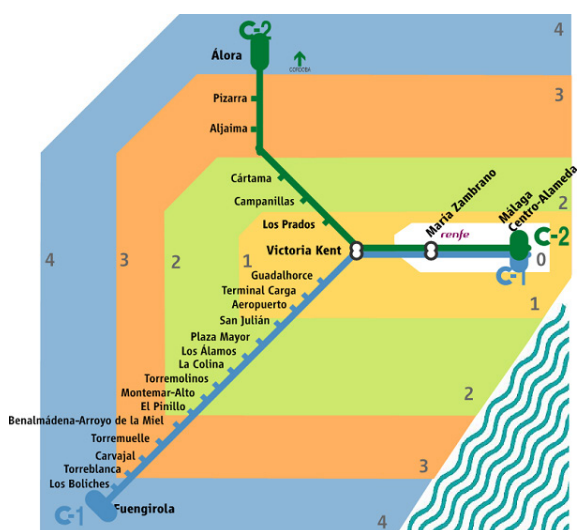 C-2
4
Álora
CORDOBA
3
Pizarra
Aljaima
2
Cártama
Campanillas
Los Prados
María Zambrano
renfe
Málaga
Centro-Alameda
C-2
C-1
0
1
Victoria Kent
4
3
2
1
Guadalhorce
Terminal Carga
Aeropuerto
San Julián
Plaza Mayor
Los Álamos
La Colina
Torremolinos
Montemar-Alto
El Pinillo
Benalmádena-Arroyo de la Miel
Torremuelle
Carvajal
Torreblanca
Los Boliches
C-1
Fuengirola
2
3
4